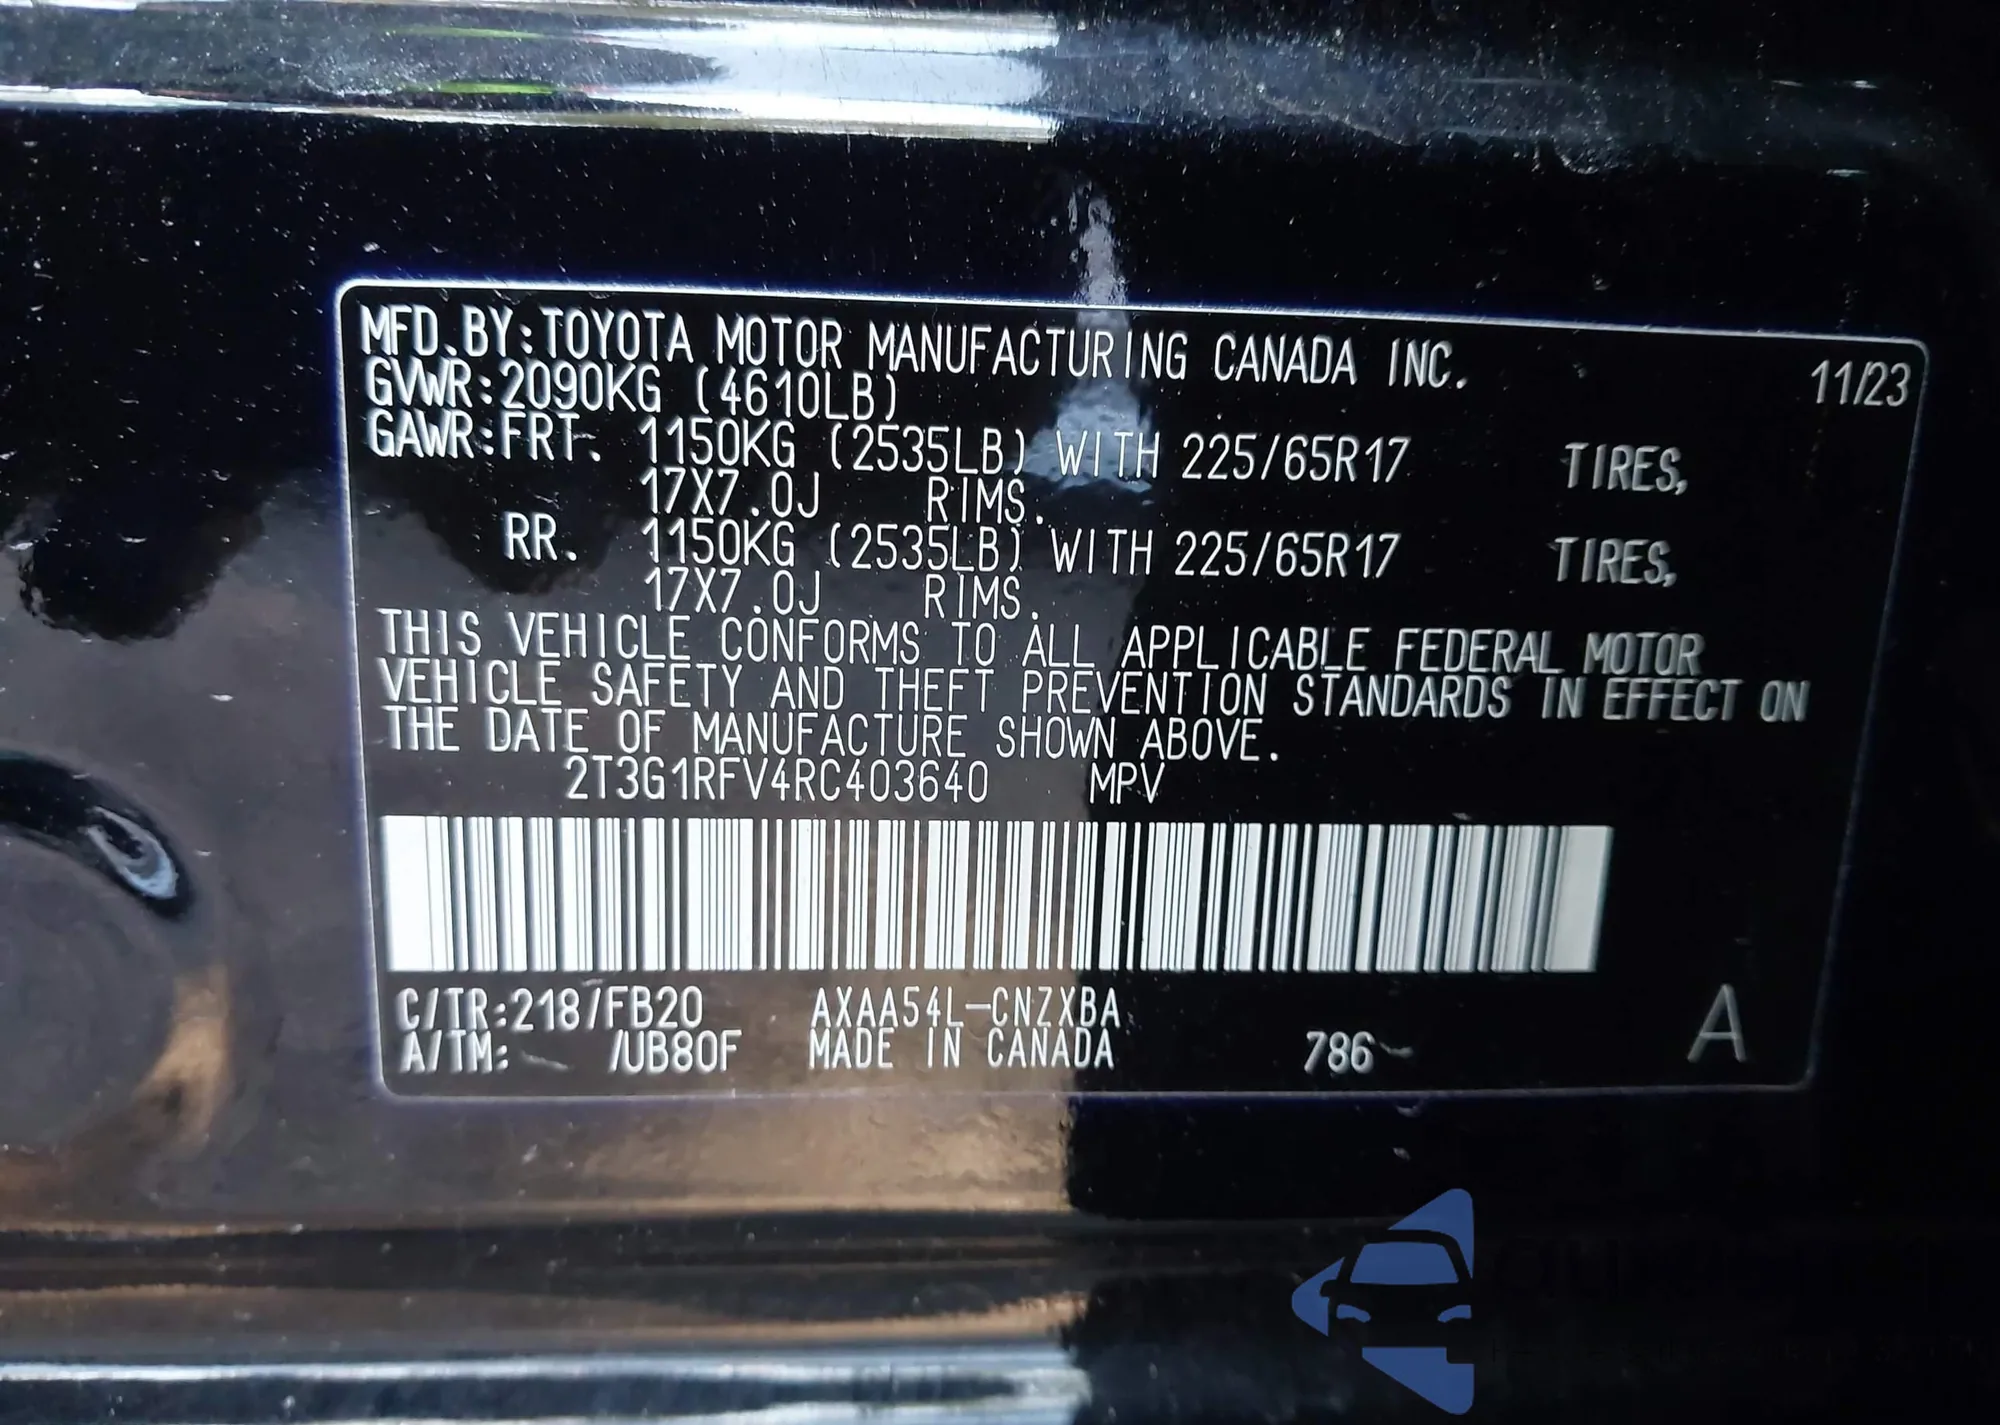 MFD.BY:TOYOTA MOTOR MANUFACTURING CANADA INC. 11/23
GVWR:2090KG (4610LB)
GAWR:FRT. 1150KG (2535LB) WITH 225/65R17 TIRES,
17X7.0J RIMS.
RR. 1150KG (2535LB) WITH 225/65R17 TIRES,
17X7.0J RIMS.
THIS VEHICLE CONFORMS TO ALL APPLICABLE FEDERAL MOTOR
VEHICLE SAFETY AND THEFT PREVENTION STANDARDS IN EFFECT ON
THE DATE OF MANUFACTURE SHOWN ABOVE.
2T3G1RFV4RC403640 MPV
C/TR:218/FB20 AXAA54L-CNZXBA
A/TM: /UB80F MADE IN CANADA 786 A